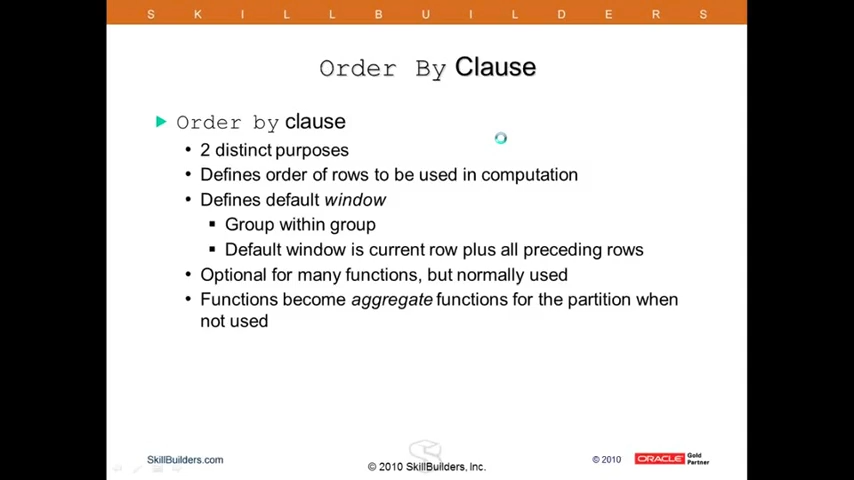 SKILLBUILDERS
Order By Clause
Order by clause
• 2 distinct purposes
• Defines order of rows to be used in computation
• Defines default window
▪ Group within group
▪ Default window is current row plus all preceding rows
• Optional for many functions, but normally used
• Functions become aggregate functions for the partition when
not used
SkillBuilders.com
© 2010 SkillBuilders, Inc.
© 2010
ORACLE Gold
Partner